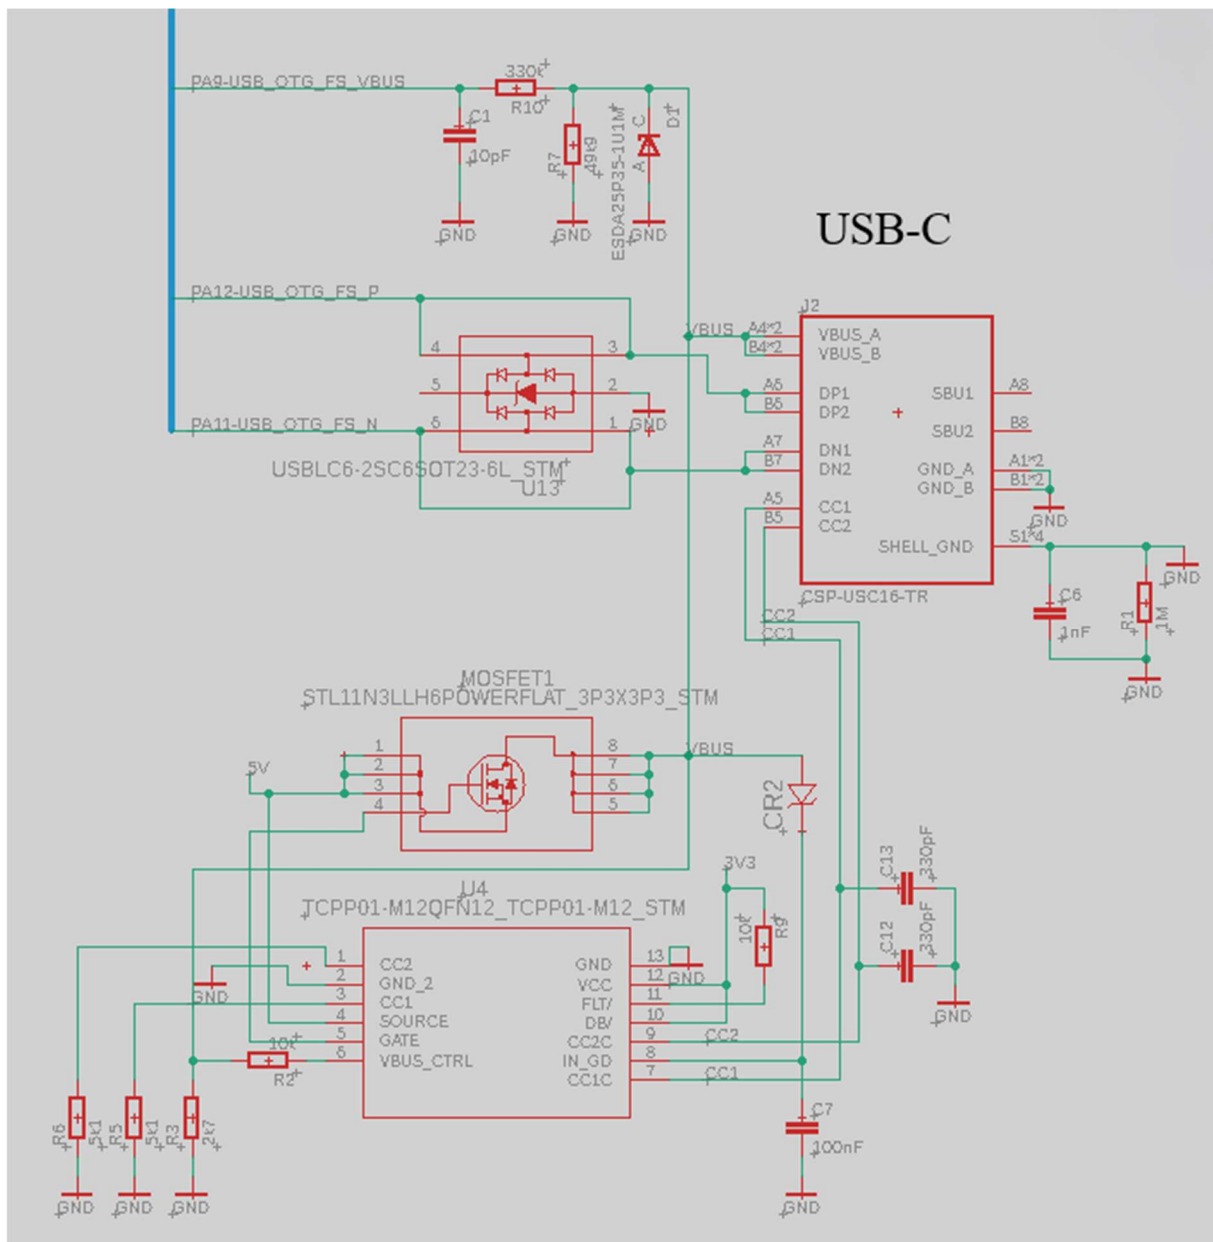 PA9-USB_OTG_FS_VBUS
330k
R10
C1
10pF
R7
49k9
ESDA25P35-1U1M
A
C
D1
GND
GND
GND
USB-C
PA12-USB_OTG_FS_P
4
3
5
2
6
1
GND
PA11-USB_OTG_FS_N
USBLC6-2SC6SOT23-6L_STM
U13
J2
VBUS
A4*2
VBUS_A
B4*2
VBUS_B
A6
DP1
SBU1
A8
B6
DP2
SBU2
B8
A7
DN1
B7
DN2
GND_A
A1*2
GND_B
B1*2
GND
A5
CC1
B5
CC2
SHELL_GND
S1*4
GND
CSP-USC16-TR
C6
1nF
R1
1M
GND
CC2
CC1
MOSFET1
STL11N3LLH6POWERFLAT_3P3X3P3_STM
5V
1
2
3
4
8
7
6
5
VBUS
CR2
3V3
10k
R9
C13
330pF
C12
330pF
GND
U4
TCPP01-M12QFN12_TCPP01-M12_STM
1
CC2
GND
13
GND
2
GND_2
VCC
12
GND
3
CC1
FLT/
11
4
SOURCE
DB/
10
5
GATE
CC2C
9
CC2
6
VBUS_CTRL
IN_GD
8
CC1C
7
CC1
10k
R2
R6
5k1
R5
5k1
R3
2k7
C7
100nF
GND
GND
GND
GND